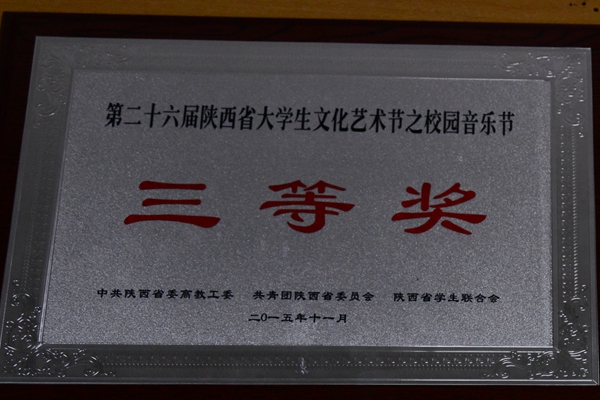 第二十六届陕西省大学生文化艺术节之校园音乐节
三等奖
中共陕西省委高教工委 共青团陕西省委员会 陕西省学生联合会
二0一五年十一月